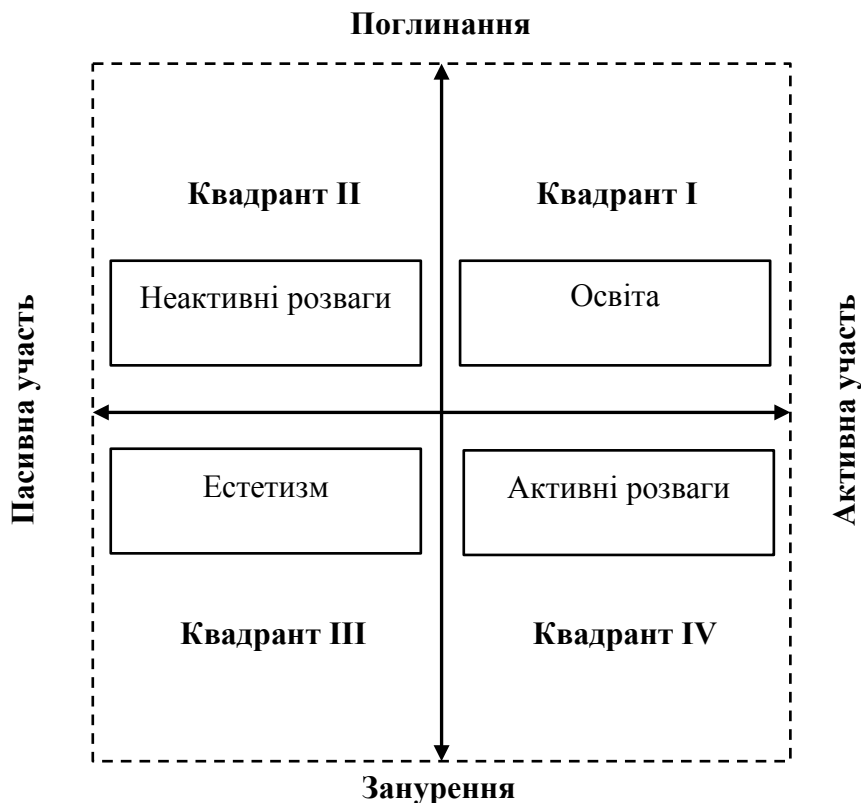 Поглинання
Квадрант II
Квадрант I
Неактивні розваги
Освіта
Пасивна участь
Активна участь
Естетизм
Активні розваги
Квадрант III
Квадрант IV
Занурення